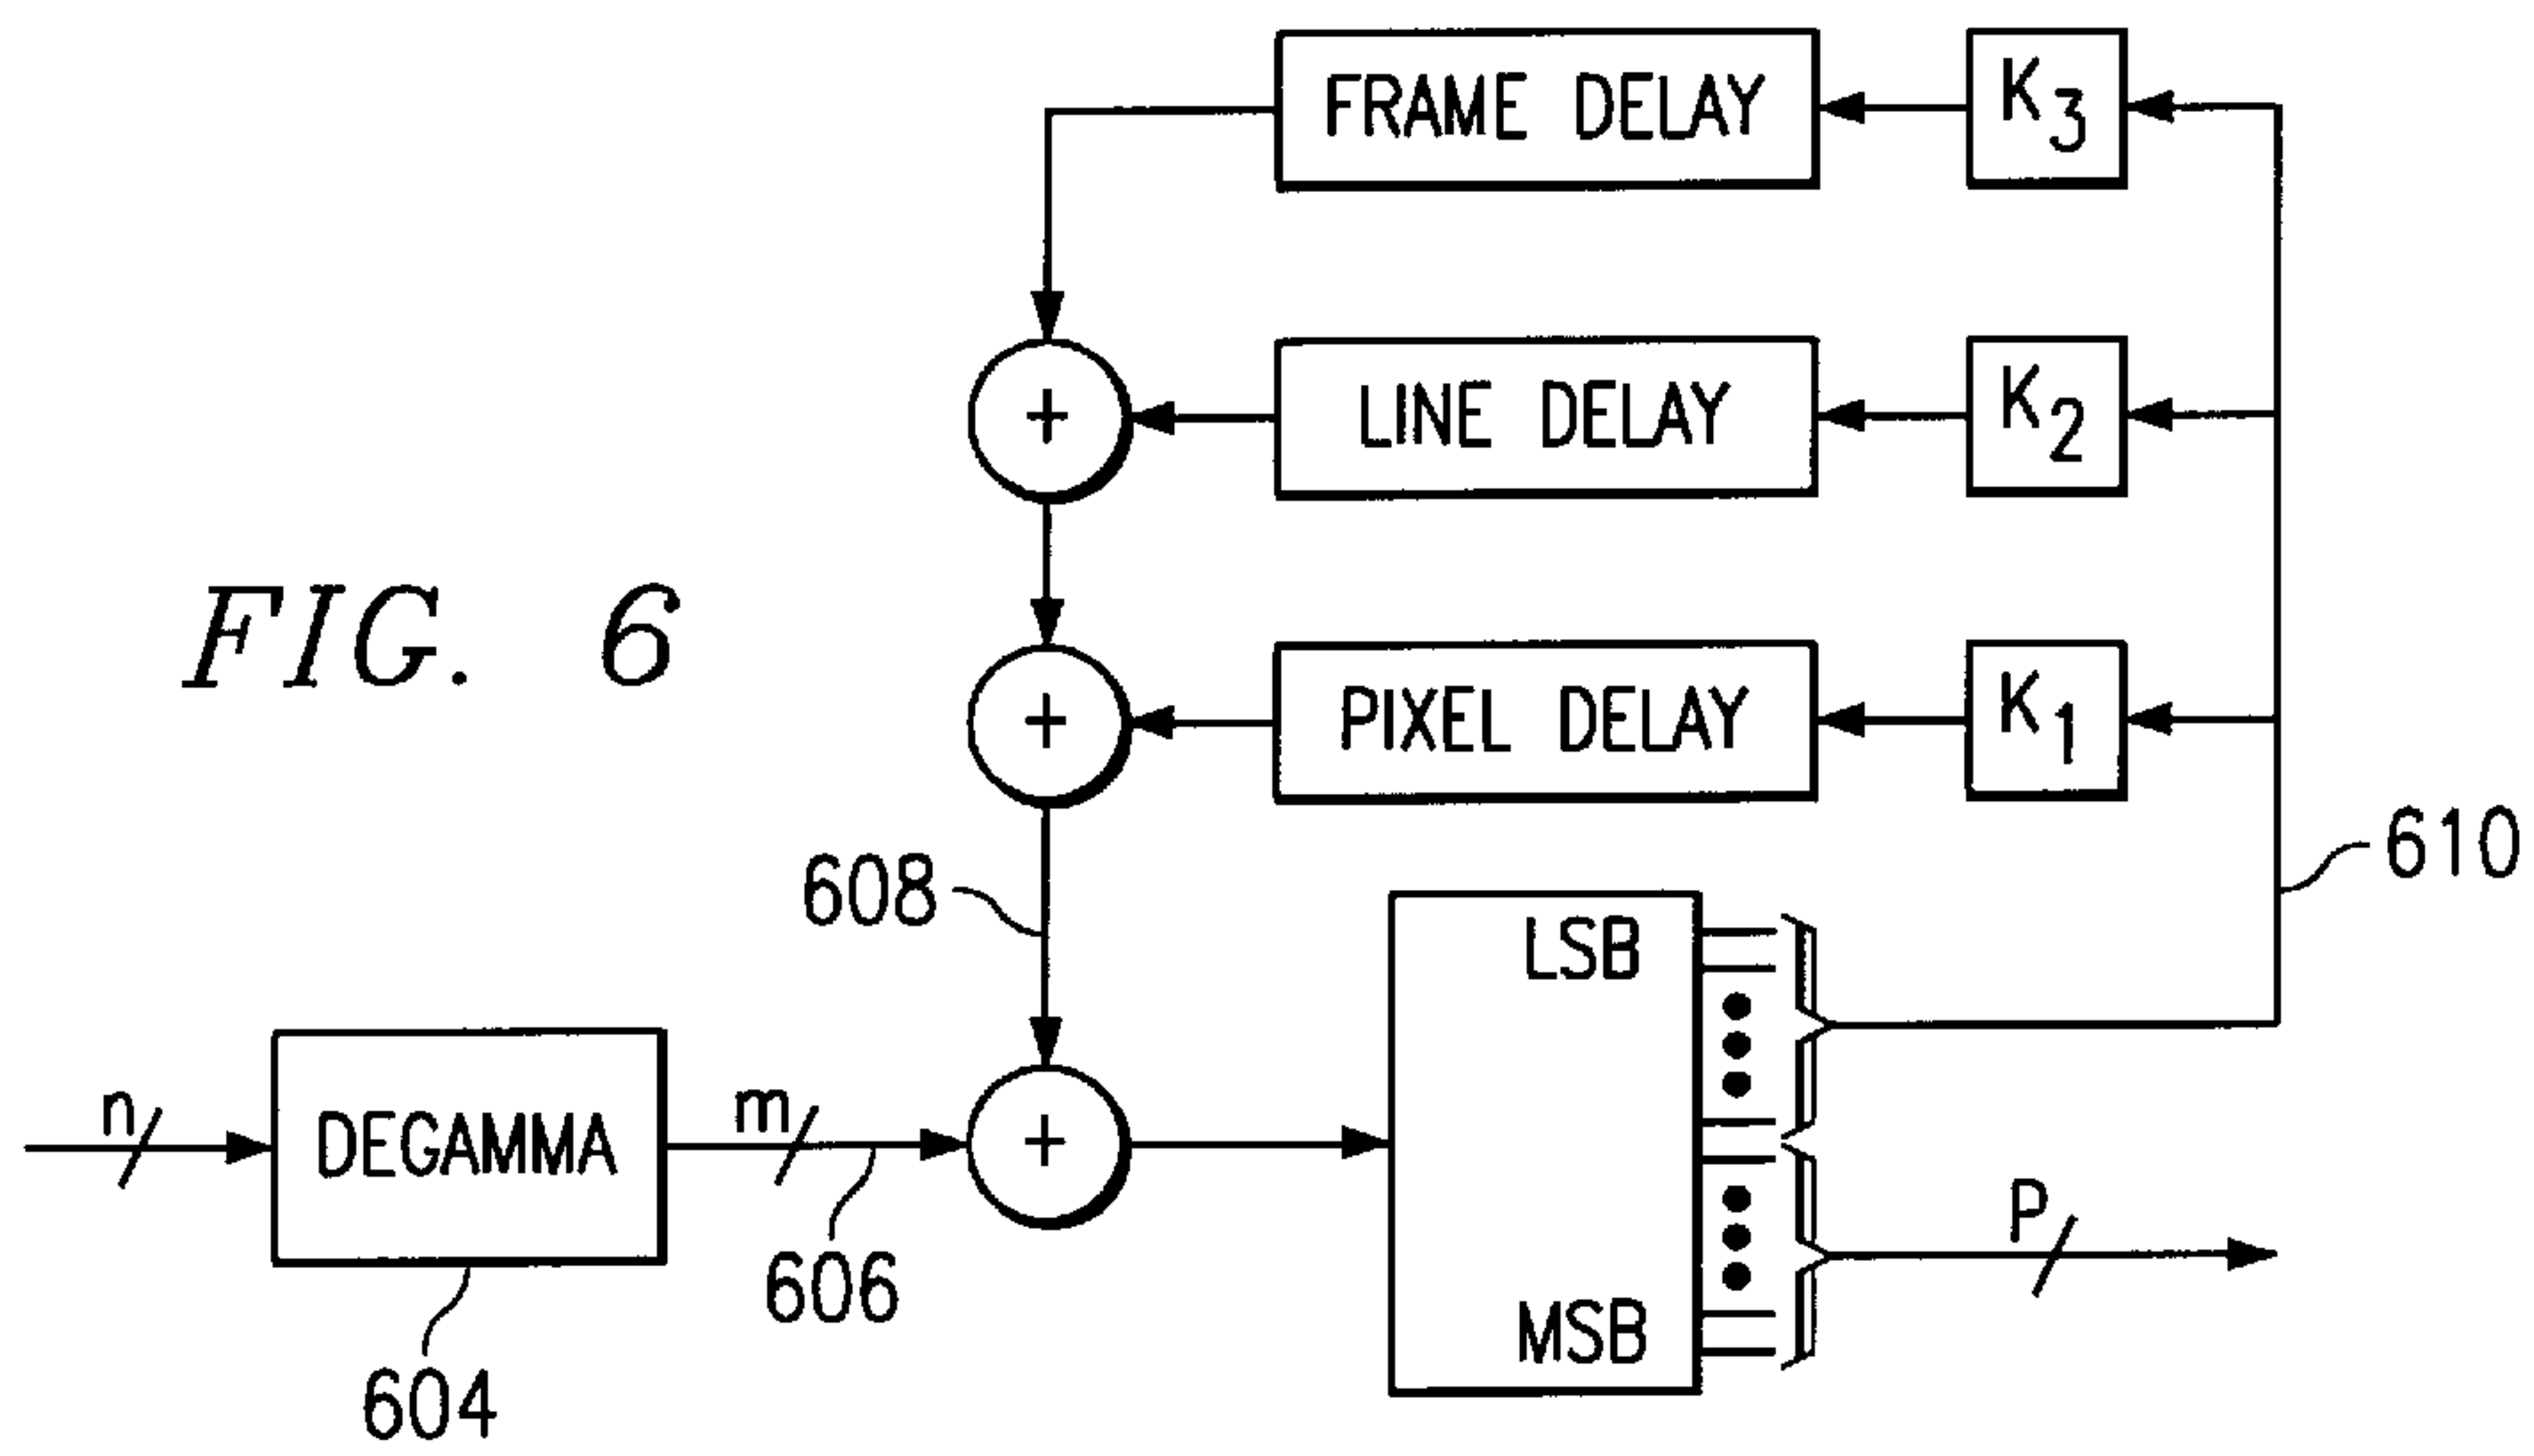 FRAME DELAY
K3
+
LINE DELAY
K2
FIG. 6
+
PIXEL DELAY
K1
608
610
LSB
n
DEGAMMA
m
+
606
604
MSB
P